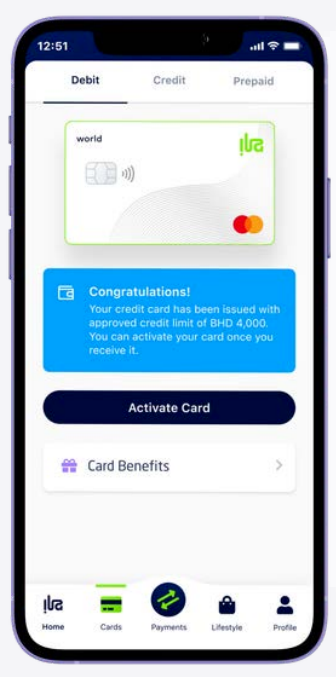 12:51
Debit Credit Prepaid
world
ila
Congratulations!
Your credit card has been issued with
approved credit limit of BHD 4,000.
You can activate your card once you
receive it.
Activate Card
Card Benefits
ila
Home Cards Payments Lifestyle Profile